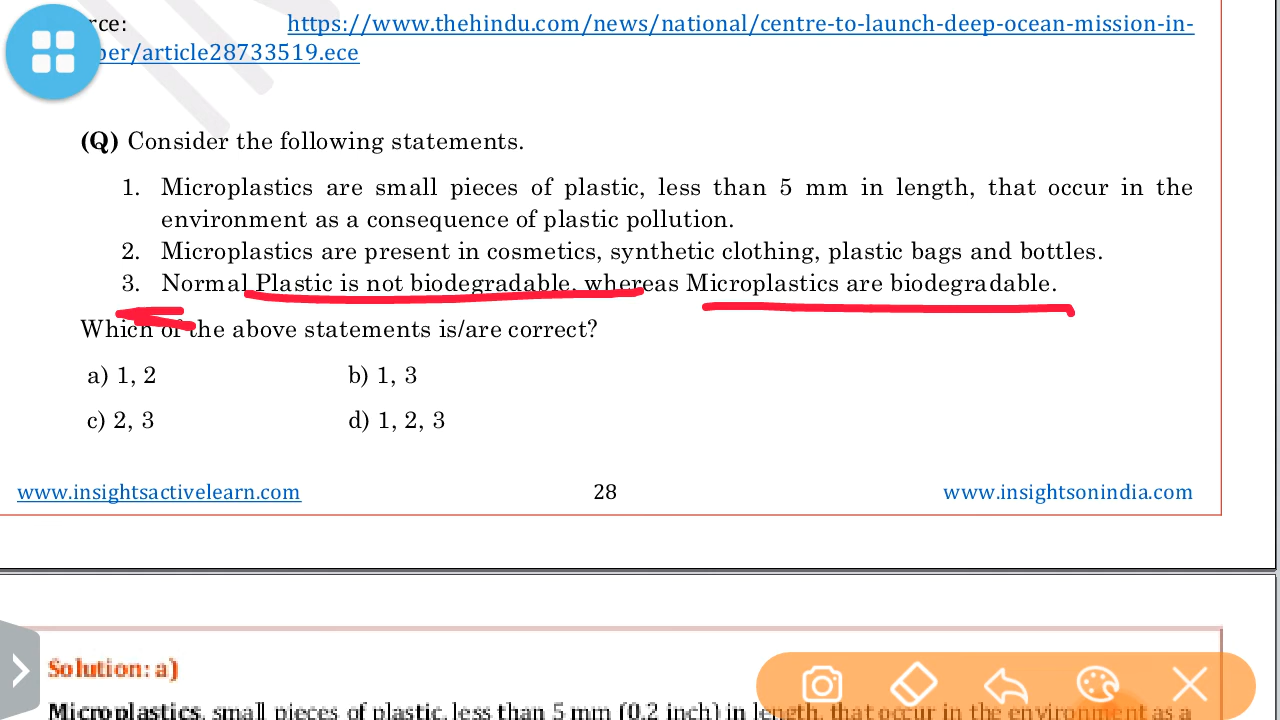 rce: https://www.thehindu.com/news/national/centre-to-launch-deep-ocean-mission-in-
ber/article28733519.ece
(Q) Consider the following statements.
1. Microplastics are small pieces of plastic, less than 5 mm in length, that occur in the
environment as a consequence of plastic pollution.
2. Microplastics are present in cosmetics, synthetic clothing, plastic bags and bottles.
3. Normal Plastic is not biodegradable, whereas Microplastics are biodegradable.
Which of the above statements is/are correct?
a) 1, 2 b) 1, 3
c) 2, 3 d) 1, 2, 3
www.insightsactivelearn.com 28 www.insightsonindia.com
Solution: a)
Microplastics, small pieces of plastic, less than 5 mm (0.2 inch) in length, that occur in the environment as a